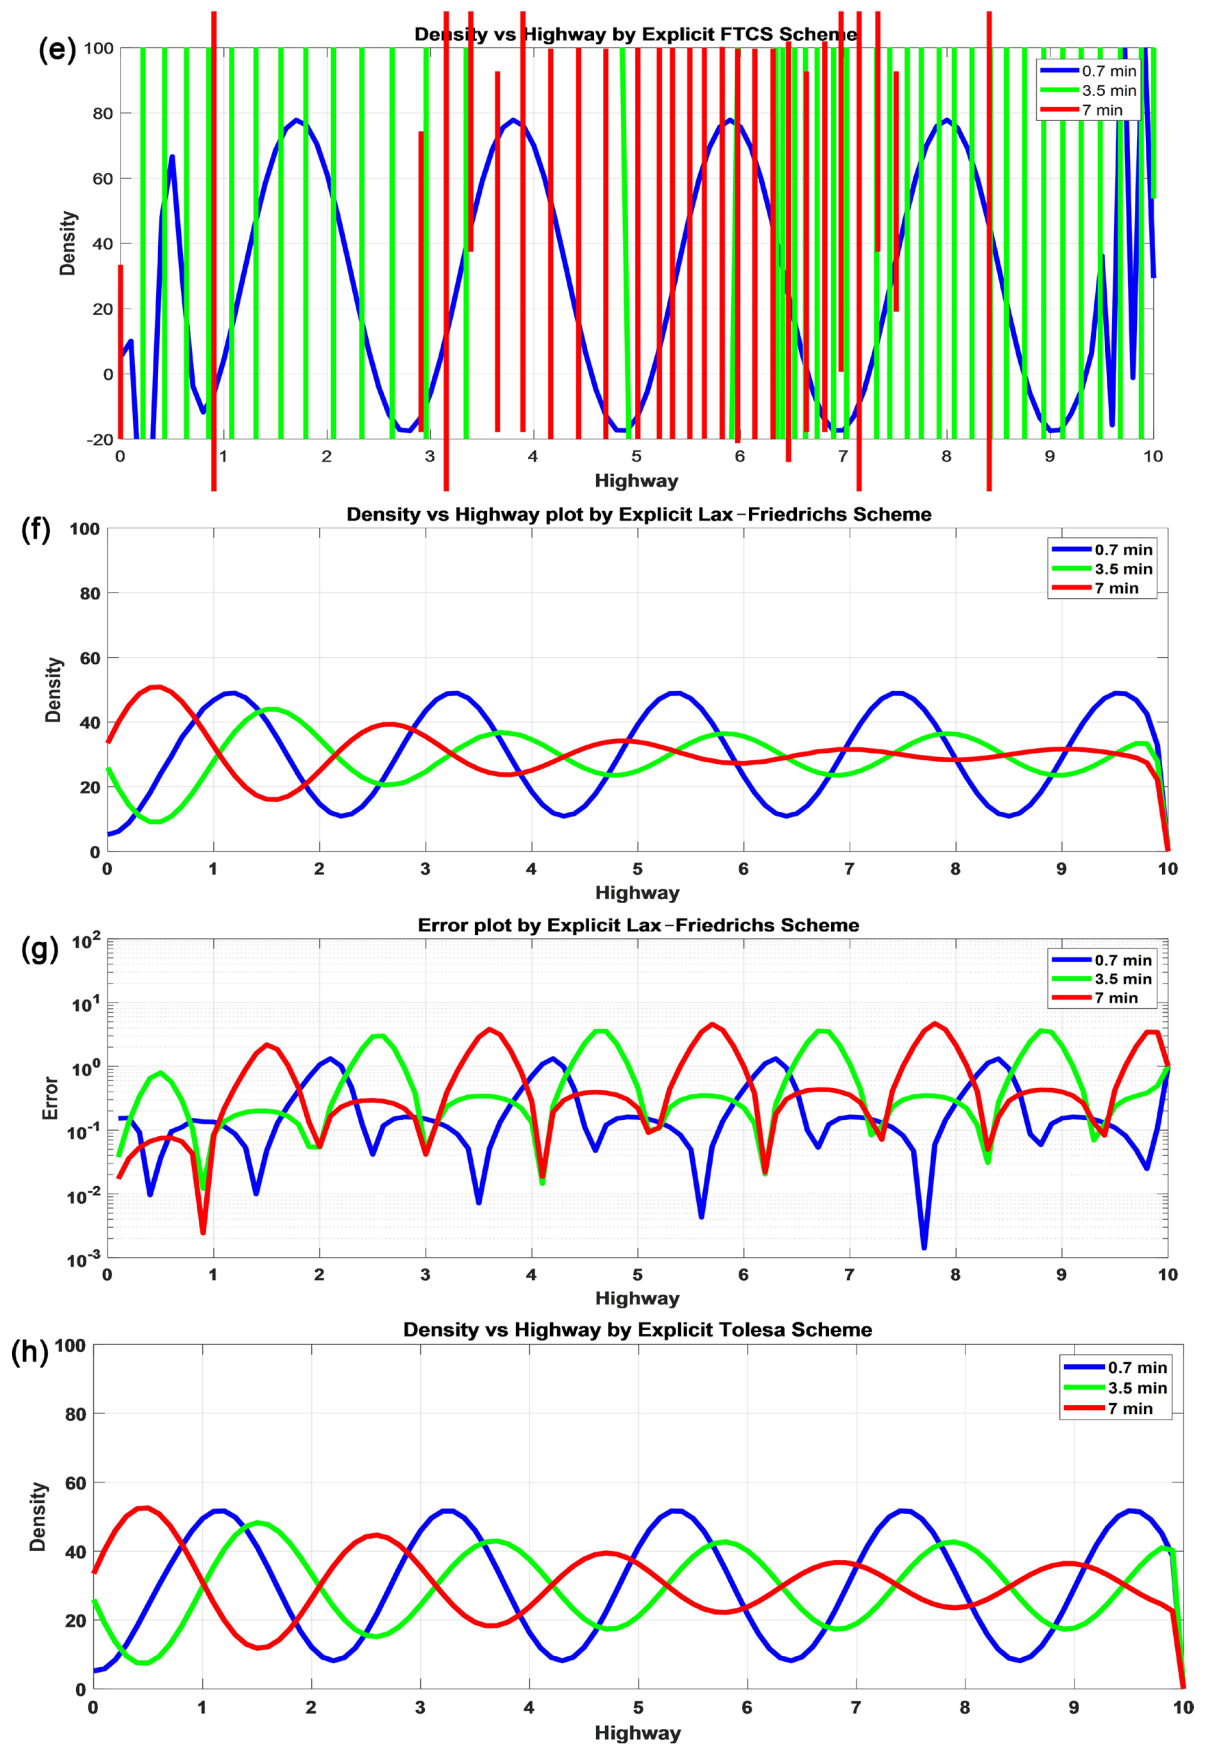 (e)
Density vs Highway by Explicit FTCS Scheme
100
80
60
40
20
0
-20
Density
0.7 min
3.5 min
7 min
0 1 2 3 4 5 6 7 8 9 10
Highway
(f)
Density vs Highway plot by Explicit Lax-Friedrichs Scheme
100
80
60
40
20
0
Density
0.7 min
3.5 min
7 min
0 1 2 3 4 5 6 7 8 9 10
Highway
(g)
Error plot by Explicit Lax-Friedrichs Scheme
10^2
10^1
10^0
10^-1
10^-2
10^-3
Error
0.7 min
3.5 min
7 min
0 1 2 3 4 5 6 7 8 9 10
Highway
(h)
Density vs Highway by Explicit Tolesa Scheme
100
80
60
40
20
0
Density
0.7 min
3.5 min
7 min
0 1 2 3 4 5 6 7 8 9 10
Highway